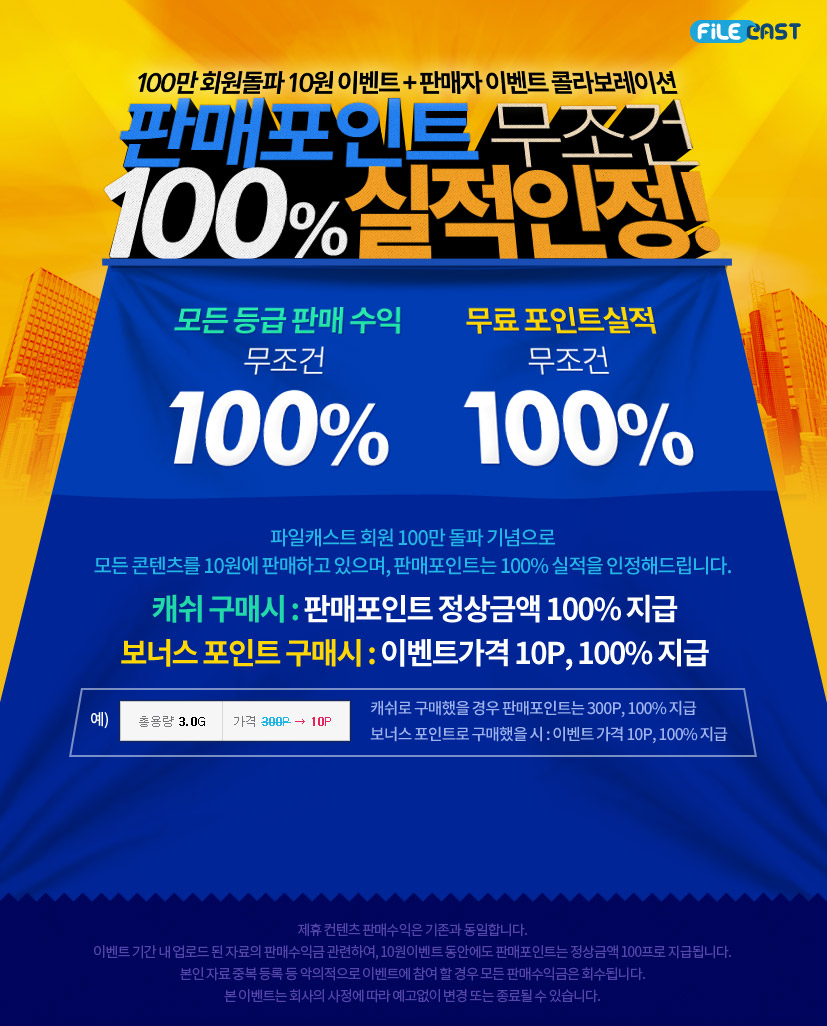 FiLECAST
100만 회원돌파 10원 이벤트 + 판매자 이벤트 콜라보레이션
판매포인트 무조건
100% 실적인정!
모든 등급 판매 수익 무료 포인트실적
무조건 무조건
100% 100%
파일캐스트 회원 100만 돌파 기념으로
모든 콘텐츠를 10원에 판매하고 있으며, 판매포인트는 100% 실적을 인정해드립니다.
캐쉬 구매시 : 판매포인트 정상금액 100% 지급
보너스 포인트 구매시 : 이벤트가격 10P, 100% 지급
예) 총용량 3.0G 가격 300P → 10P
캐쉬로 구매했을 경우 판매포인트는 300P, 100% 지급
보너스 포인트로 구매했을 시 : 이벤트 가격 10P, 100% 지급
제휴 컨텐츠 판매수익은 기존과 동일합니다.
이벤트 기간 내 업로드 된 자료의 판매수익금 관련하여, 10원이벤트 동안에도 판매포인트는 정상금액 100프로 지급됩니다.
본인 자료 중복 등록 등 악의적으로 이벤트에 참여 할 경우 모든 판매수익금은 회수됩니다.
본 이벤트는 회사의 사정에 따라 예고없이 변경 또는 종료될 수 있습니다.